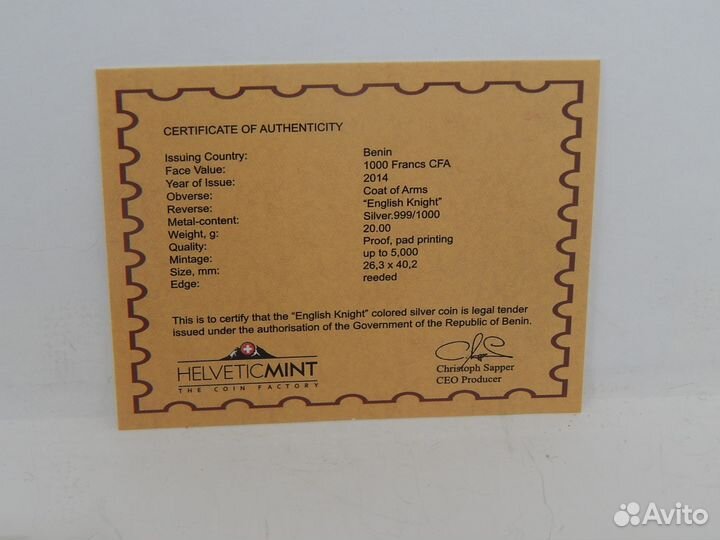 CERTIFICATE OF AUTHENTICITY
Issuing Country: Benin
Face Value: 1000 Francs CFA
Year of Issue: 2014
Obverse: Coat of Arms
Reverse: "English Knight"
Metal-content: Silver.999/1000
Weight, g: 20.00
Quality: Proof, pad printing
Mintage: up to 5,000
Size, mm: 26,3 x 40,2
Edge: reeded
This is to certify that the "English Knight" colored silver coin is legal tender
issued under the authorisation of the Government of the Republic of Benin.
HELVETICMINT
THE COIN FACTORY
Christoph Sapper
CEO Producer
Avito